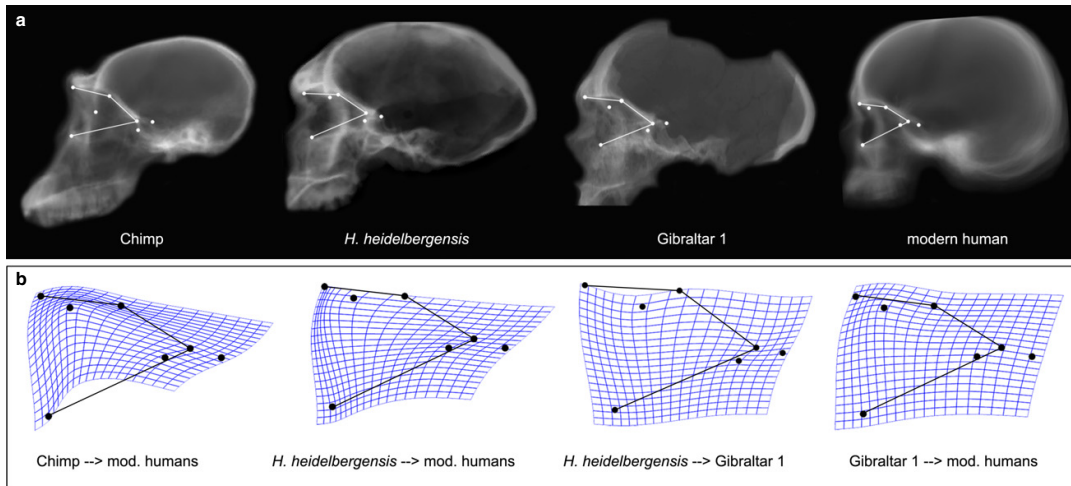 a
Chimp
H. heidelbergensis
Gibraltar 1
modern human
b
Chimp --> mod. humans
H. heidelbergensis --> mod. humans
H. heidelbergensis --> Gibraltar 1
Gibraltar 1 --> mod. humans